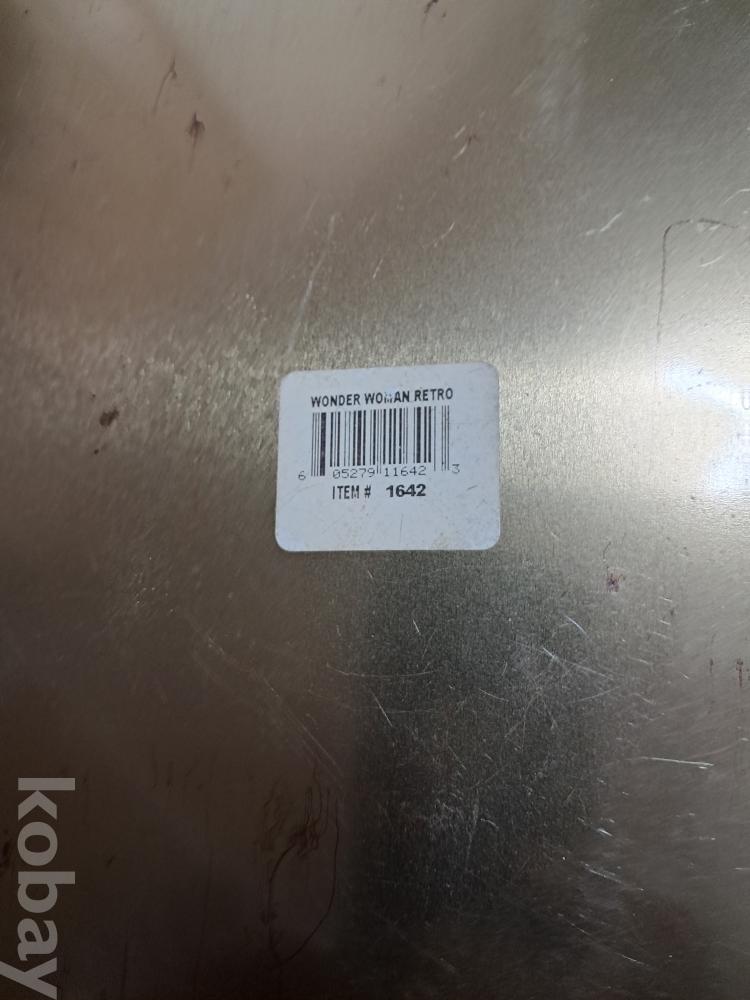 WONDER WOMAN RETRO
6 05279 11642 3
ITEM # 1642
kobay